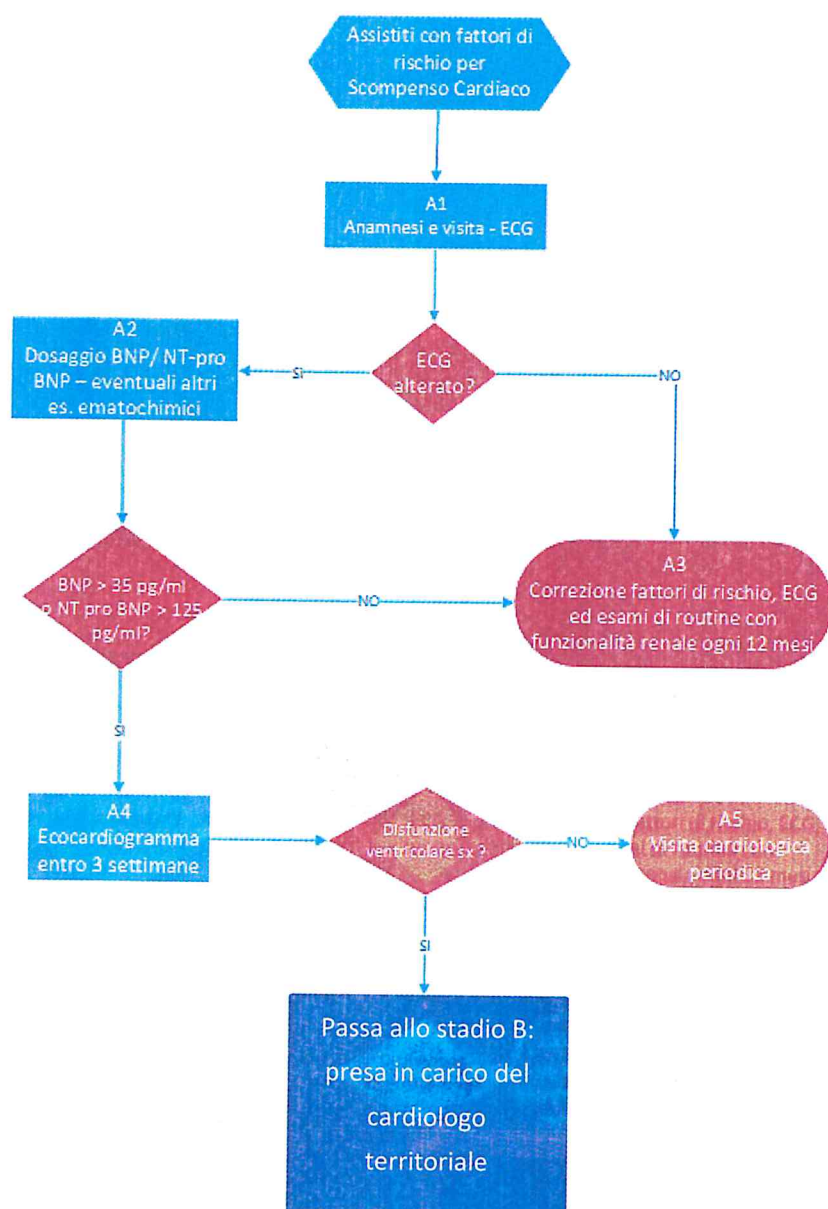 Assistiti con fattori di
rischio per
Scompenso Cardiaco
A1
Anamnesi e visita - ECG
A2
Dosaggio BNP/ NT-pro
BNP – eventuali altri
es. ematochimici
SI
ECG
alterato?
NO
BNP > 35 pg/ml
o NT pro BNP > 125
pg/ml?
NO
A3
Correzione fattori di rischio, ECG
ed esami di routine con
funzionalità renale ogni 12 mesi
SI
A4
Ecocardiogramma
entro 3 settimane
Disfunzione
ventricolare sx ?
NO
A5
Visita cardiologica
periodica
SI
Passa allo stadio B:
presa in carico del
cardiologo
territoriale